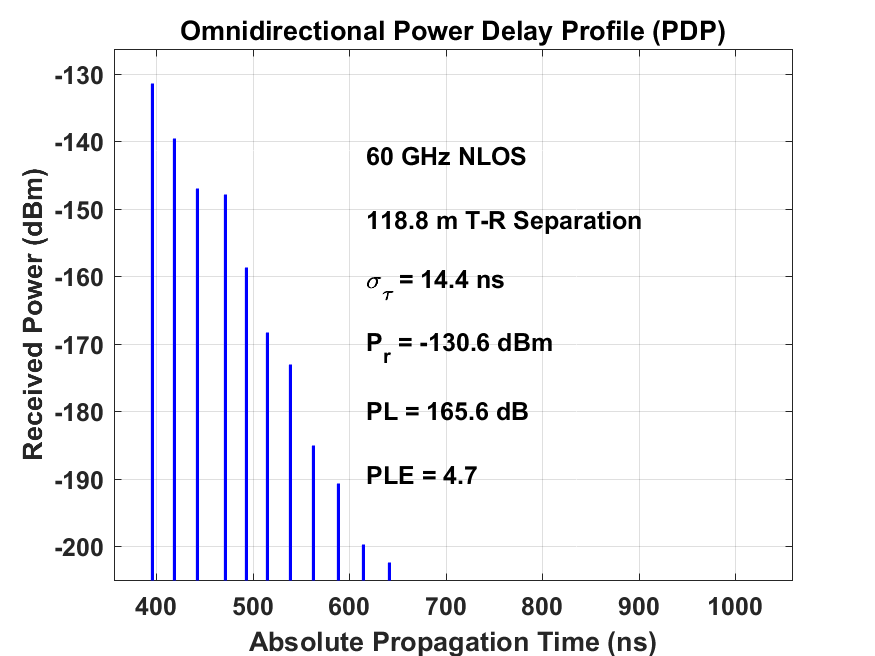 Omnidirectional Power Delay Profile (PDP)
Received Power (dBm)
-130
-140
-150
-160
-170
-180
-190
-200
60 GHz NLOS
118.8 m T-R Separation
σ_τ = 14.4 ns
P_r = -130.6 dBm
PL = 165.6 dB
PLE = 4.7
400 500 600 700 800 900 1000
Absolute Propagation Time (ns)